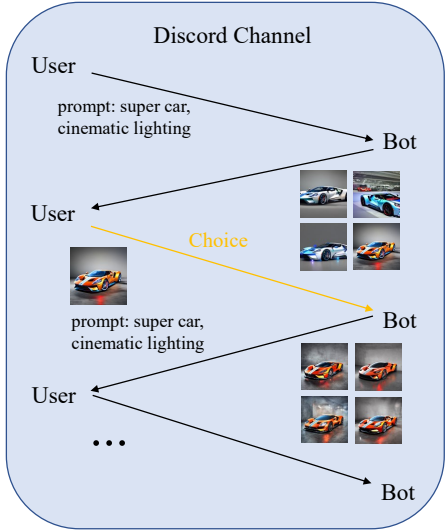 Discord Channel
User
prompt: super car,
cinematic lighting
Bot
User
Choice
prompt: super car,
cinematic lighting
Bot
User
...
Bot